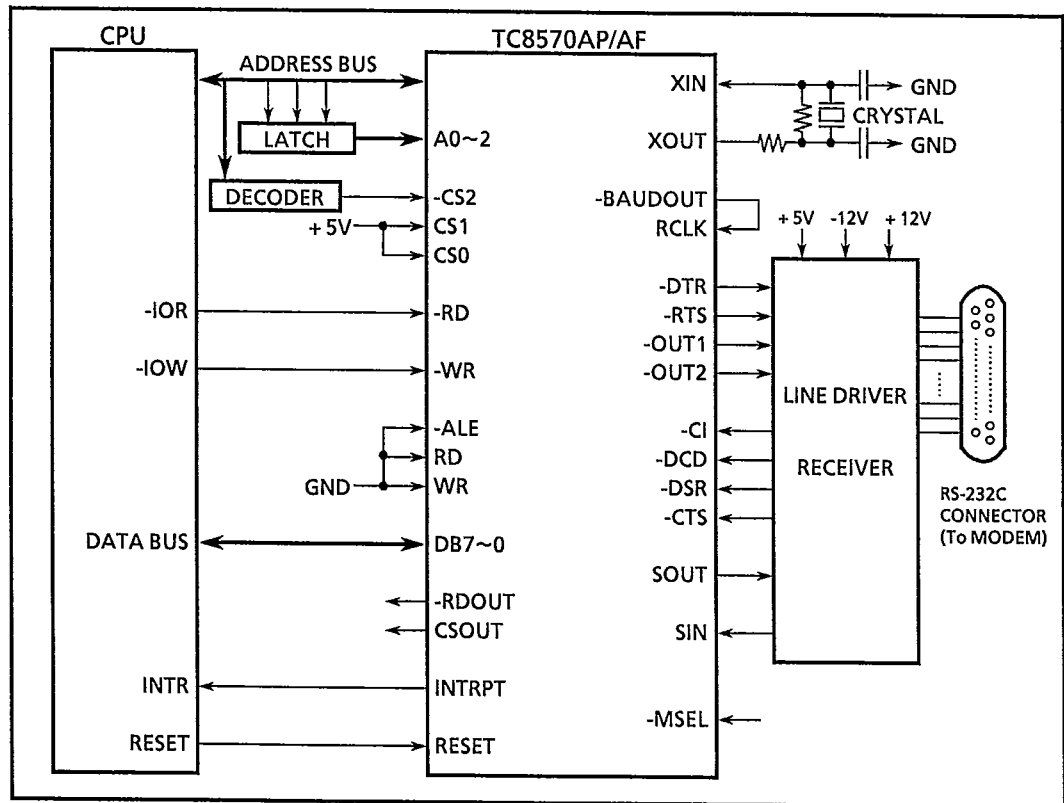 CPU
TC8570AP/AF
ADDRESS BUS
LATCH
DECODER
+5V
-IOR
-IOW
GND
DATA BUS
INTR
RESET
A0~2
-CS2
CS1
CS0
-RD
-WR
-ALE
RD
WR
DB7~0
-RDOUT
CSOUT
INTRPT
RESET
XIN
XOUT
-BAUDOUT
RCLK
-DTR
-RTS
-OUT1
-OUT2
-CI
-DCD
-DSR
-CTS
SOUT
SIN
-MSEL
GND
CRYSTAL
GND
+5V -12V +12V
LINE DRIVER
RECEIVER
RS-232C
CONNECTOR
(To MODEM)